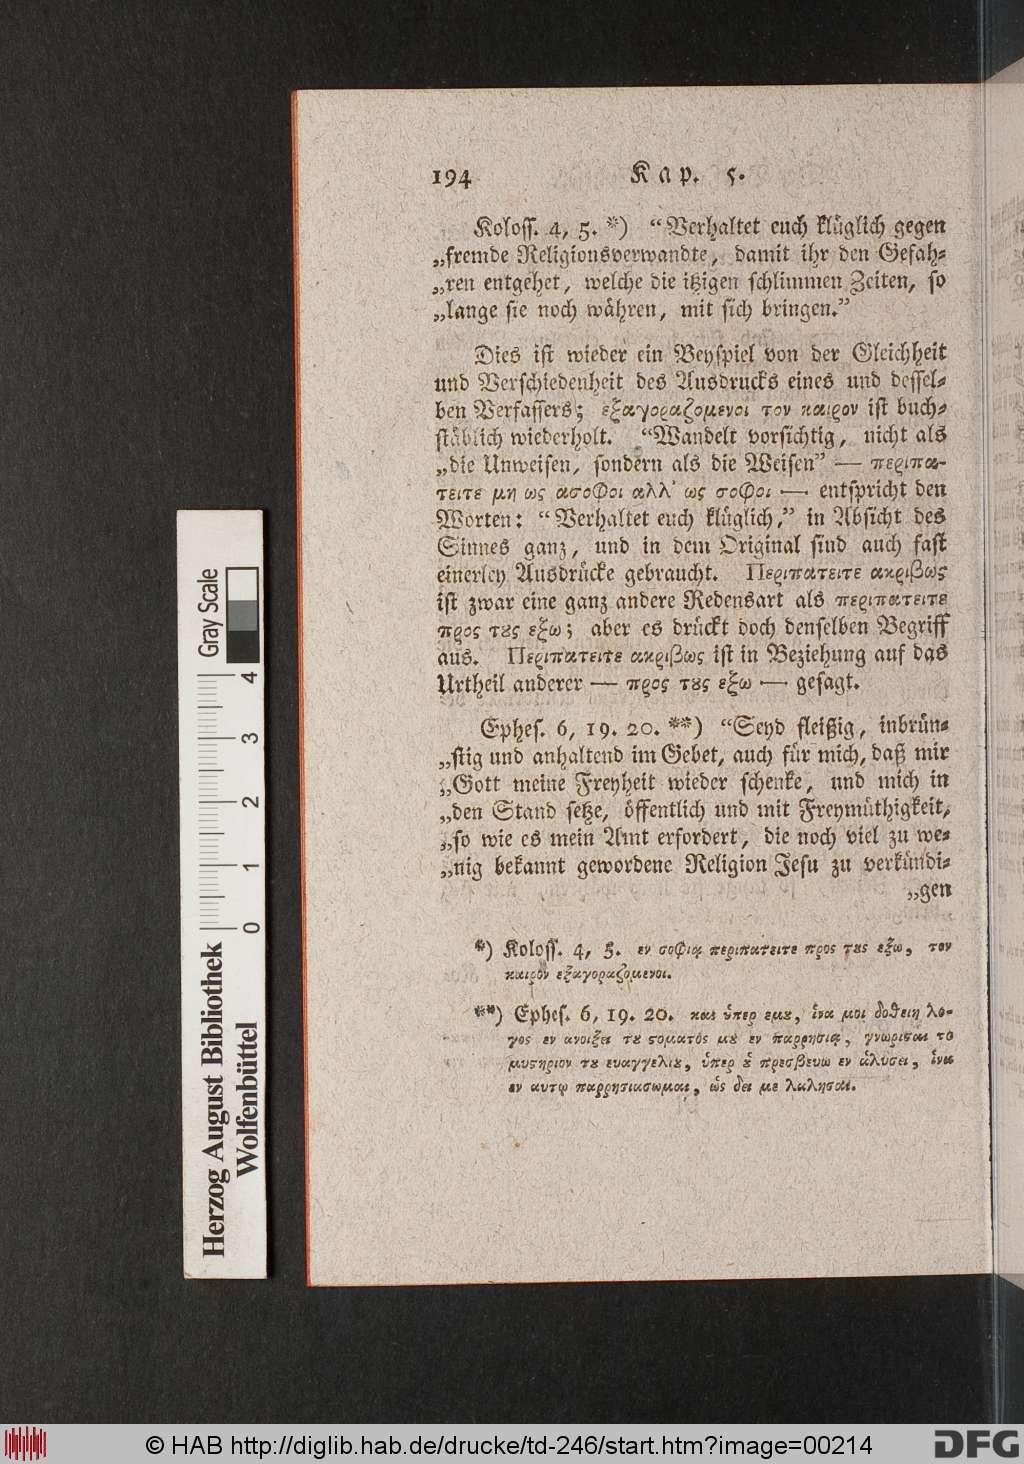 194 Kap. 5.
Koloss. 4, 5. *) “Verhaltet euch klüglich gegen
„fremde Religionsverwandte, damit ihr den Gefah-
„ren entgehet, welche die itzigen schlimmen Zeiten, so
„lange sie noch währen, mit sich bringen.”
Dies ist wieder ein Beyspiel von der Gleichheit
und Verschiedenheit des Ausdrucks eines und dessel-
ben Verfassers; εξαγοραζομενοι τον καιρον ist buch-
stäblich wiederholt. “Wandelt vorsichtig, nicht als
„die Unweisen, sondern als die Weisen” — περιπα-
τειτε μη ως ασοφοι αλλ' ως σοφοι — entspricht den
Worten: “Verhaltet euch klüglich,” in Absicht des
Sinnes ganz, und in dem Original sind auch fast
einerley Ausdrücke gebraucht. Περιπατειτε ακριβως
ist zwar eine ganz andere Redensart als περιπατειτε
προς τȣς εξω; aber es drückt doch denselben Begriff
aus. Περιπατειτε ακριβως ist in Beziehung auf das
Urtheil anderer — προς τȣς εξω — gesagt.
Ephes. 6, 19. 20. **) “Seyd fleißig, inbrün-
„stig und anhaltend im Gebet, auch für mich, daß mir
„Gott meine Freyheit wieder schenke, und mich in
„den Stand setze, öffentlich und mit Freymüthigkeit,
„so wie es mein Amt erfordert, die noch viel zu we-
„nig bekannt gewordene Religion Jesu zu verkündi-
„gen
*) Koloss. 4, 5. εν σοφιᾳ περιπατειτε προς τȣς εξω, τον
καιρον εξαγοραζομενοι.
**) Ephes. 6, 19. 20. και ὑπερ εμȣ, ἱνα μοι δοθειη λο-
γος εν ανοιξει τȣ σοματος μȣ εν παρρησιᾳ, γνωρισαι το
μυϛηριον τȣ ευαγγελιȣ, ὑπερ ȣ̔ πρεσβευω εν ἁλυσει, ἱνα
εν αυτῳ παρρησιασωμαι, ὡς δει με λαλησαι.
Gray Scale
0 1 2 3 4
Herzog August Bibliothek
Wolfenbüttel
© HAB http://diglib.hab.de/drucke/td-246/start.htm?image=00214
DFG